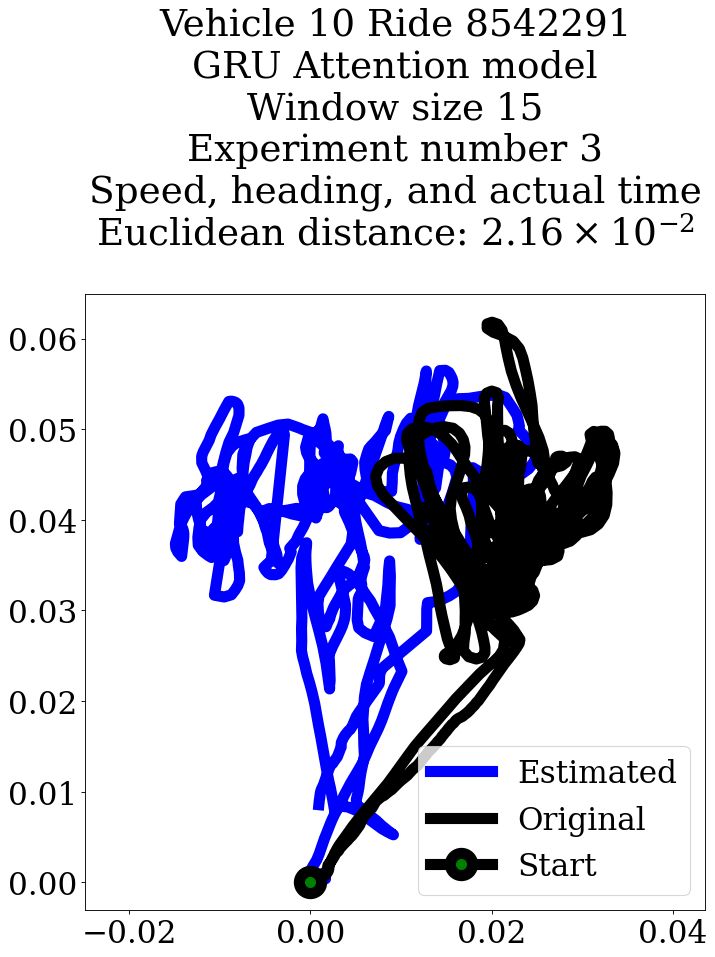 Vehicle 10 Ride 8542291
GRU Attention model
Window size 15
Experiment number 3
Speed, heading, and actual time
Euclidean distance: 2.16 × 10⁻²
0.06
0.05
0.04
0.03
0.02
0.01
0.00
Estimated
Original
Start
−0.02 0.00 0.02 0.04